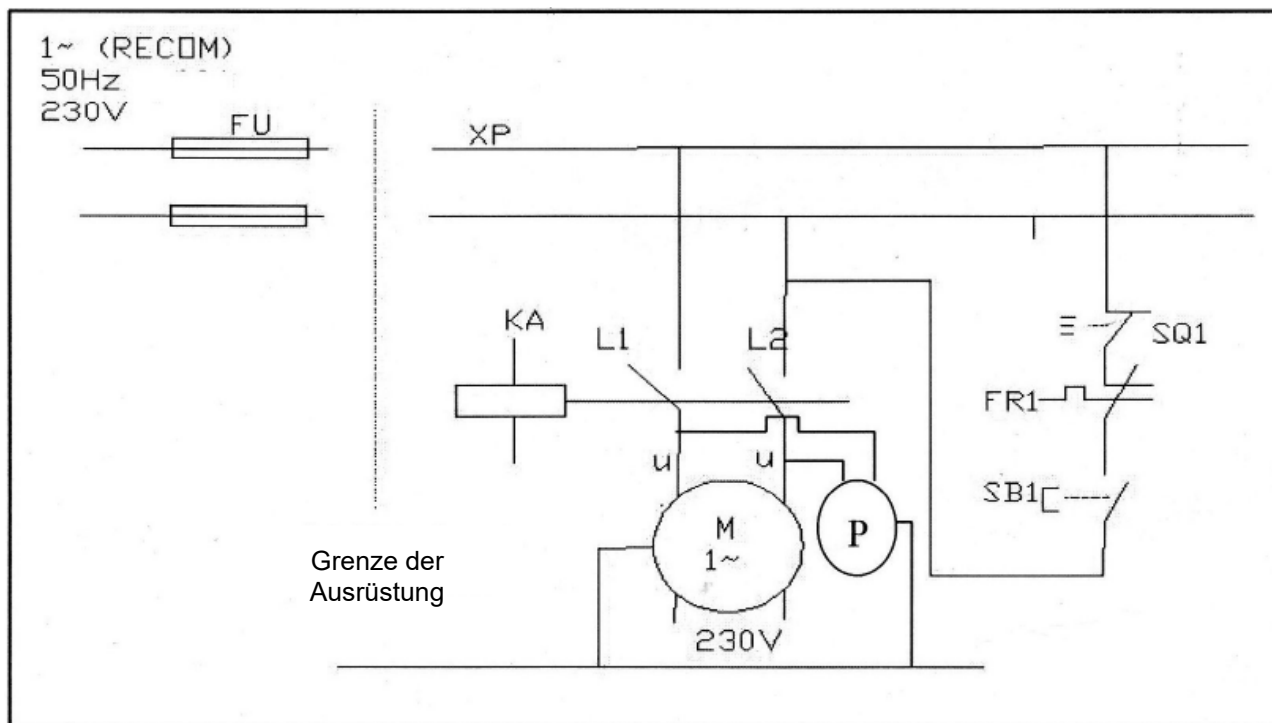 1~ (RECOM)
50Hz
230V
FU
XP
KA
L1
L2
SQ1
FR1
u
u
SB1
M
1~
P
Grenze der
Ausrüstung
230V